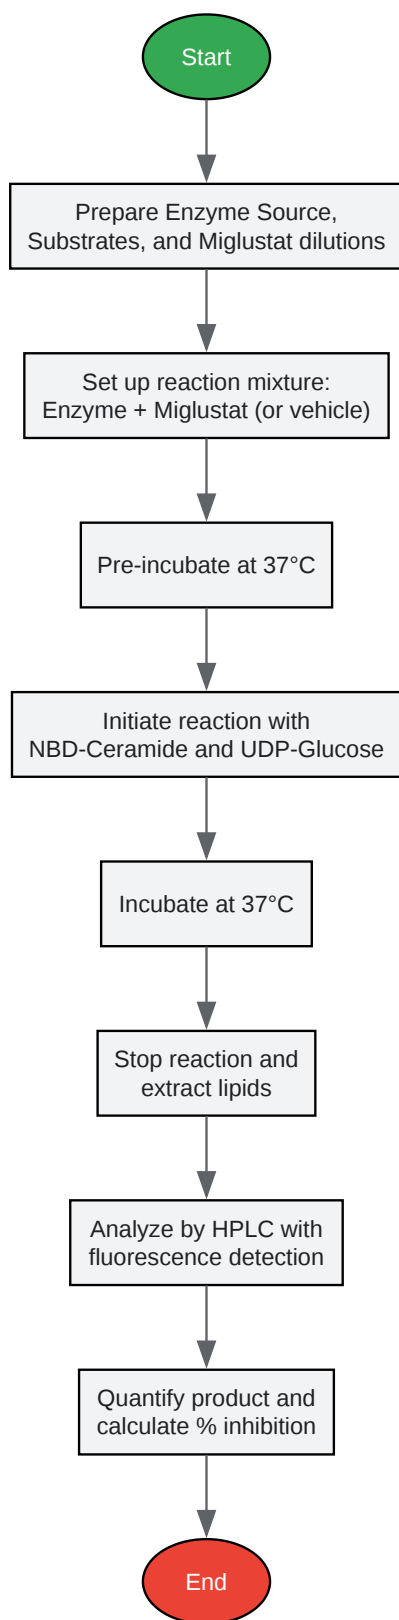 Start
Prepare Enzyme Source,
Substrates, and Miglustat dilutions
Set up reaction mixture:
Enzyme + Miglustat (or vehicle)
Pre-incubate at 37°C
Initiate reaction with
NBD-Ceramide and UDP-Glucose
Incubate at 37°C
Stop reaction and
extract lipids
Analyze by HPLC with
fluorescence detection
Quantify product and
calculate % inhibition
End